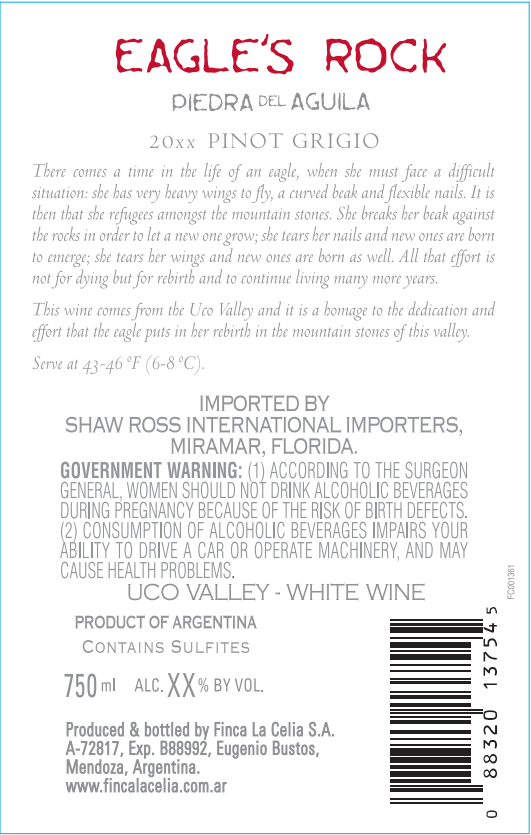 EAGLE'S ROCK
PIEDRA DEL AGUILA
20xx PINOT GRIGIO
There comes a time in the life of an eagle, when she must face a difficult
situation: she has very heavy wings to fly, a curved beak and flexible nails. It is
then that she refugees amongst the mountain stones. She breaks her beak against
the rocks in order to let a new one grow; she tears her nails and new ones are born
to emerge; she tears her wings and new ones are born as well. All that effort is
not for dying but for rebirth and to continue living many more years.
This wine comes from the Uco Valley and it is a homage to the dedication and
effort that the eagle puts in her rebirth in the mountain stones of this valley.
Serve at 43-46 ºF (6-8 ºC).
IMPORTED BY
SHAW ROSS INTERNATIONAL IMPORTERS,
MIRAMAR, FLORIDA.
GOVERNMENT WARNING: (1) ACCORDING TO THE SURGEON
GENERAL, WOMEN SHOULD NOT DRINK ALCOHOLIC BEVERAGES
DURING PREGNANCY BECAUSE OF THE RISK OF BIRTH DEFECTS.
(2) CONSUMPTION OF ALCOHOLIC BEVERAGES IMPAIRS YOUR
ABILITY TO DRIVE A CAR OR OPERATE MACHINERY, AND MAY
CAUSE HEALTH PROBLEMS.
UCO VALLEY - WHITE WINE
PRODUCT OF ARGENTINA
CONTAINS SULFITES
750 ml ALC. XX % BY VOL.
Produced & bottled by Finca La Celia S.A.
A-72817, Exp. B88992, Eugenio Bustos,
Mendoza, Argentina.
www.fincalacelia.com.ar
FC001361
0 88320 13754 5